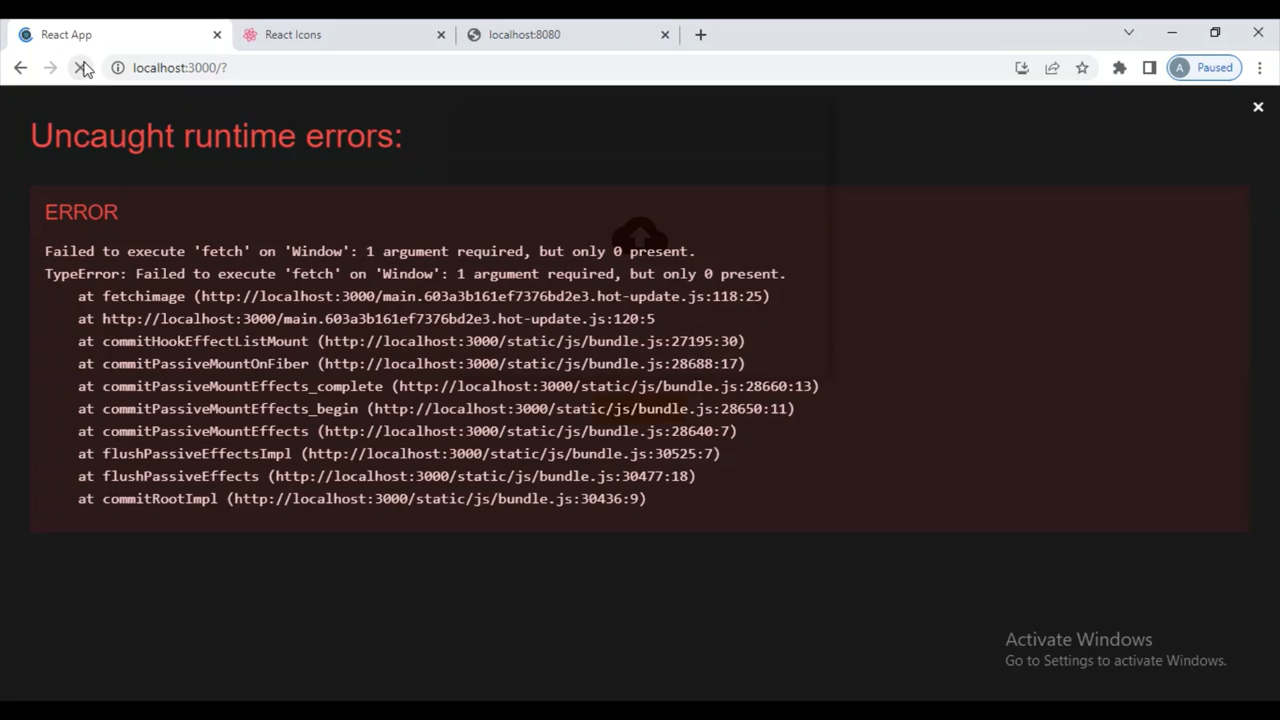 React App
React Icons
localhost:8080
localhost:3000/?
A Paused
Uncaught runtime errors:
ERROR
Failed to execute 'fetch' on 'Window': 1 argument required, but only 0 present.
TypeError: Failed to execute 'fetch' on 'Window': 1 argument required, but only 0 present.
at fetchimage (http://localhost:3000/main.603a3b161ef7376bd2e3.hot-update.js:118:25)
at http://localhost:3000/main.603a3b161ef7376bd2e3.hot-update.js:120:5
at commitHookEffectListMount (http://localhost:3000/static/js/bundle.js:27195:30)
at commitPassiveMountOnFiber (http://localhost:3000/static/js/bundle.js:28688:17)
at commitPassiveMountEffects_complete (http://localhost:3000/static/js/bundle.js:28660:13)
at commitPassiveMountEffects_begin (http://localhost:3000/static/js/bundle.js:28650:11)
at commitPassiveMountEffects (http://localhost:3000/static/js/bundle.js:28640:7)
at flushPassiveEffectsImpl (http://localhost:3000/static/js/bundle.js:30525:7)
at flushPassiveEffects (http://localhost:3000/static/js/bundle.js:30477:18)
at commitRootImpl (http://localhost:3000/static/js/bundle.js:30436:9)
Activate Windows
Go to Settings to activate Windows.